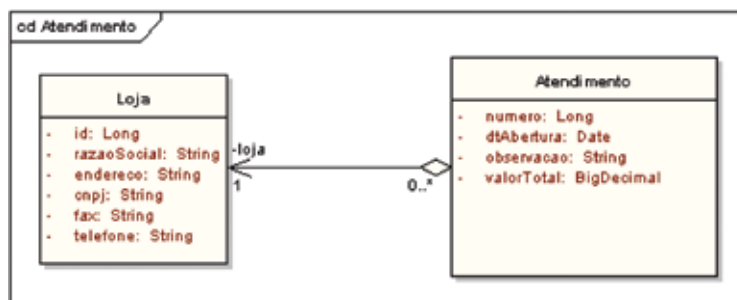 cd Atendimento
Loja
- id: Long
- razaoSocial: String
- endereco: String
- cnpj: String
- fax: String
- telefone: String
-loja
1
0..*
Atendimento
- numero: Long
- dtAbertura: Date
- observacao: String
- valorTotal: BigDecimal